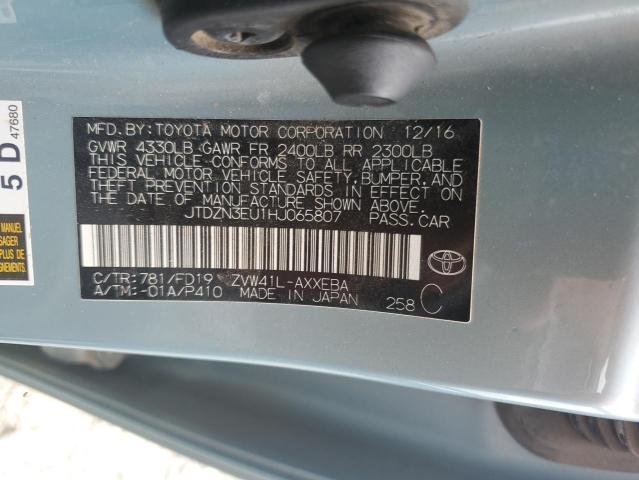 MFD. BY:TOYOTA MOTOR CORPORATION 12/16
GVWR 4330LB GAWR FR 2400LB RR 2300LB
THIS VEHICLE CONFORMS TO ALL APPLICABLE
FEDERAL MOTOR VEHICLE SAFETY, BUMPER, AND
THEFT PREVENTION STANDARDS IN EFFECT ON
THE DATE OF MANUFACTURE SHOWN ABOVE.
JTDZN3EU1HJ065807 PASS. CAR
C/TR:781/FD19 ZVW41L-AXXEBA
A/TM:-01A/P410 MADE IN JAPAN 258 C
5 D 47680
manuel
SAGER
PLUS DE
GNEMENTS.